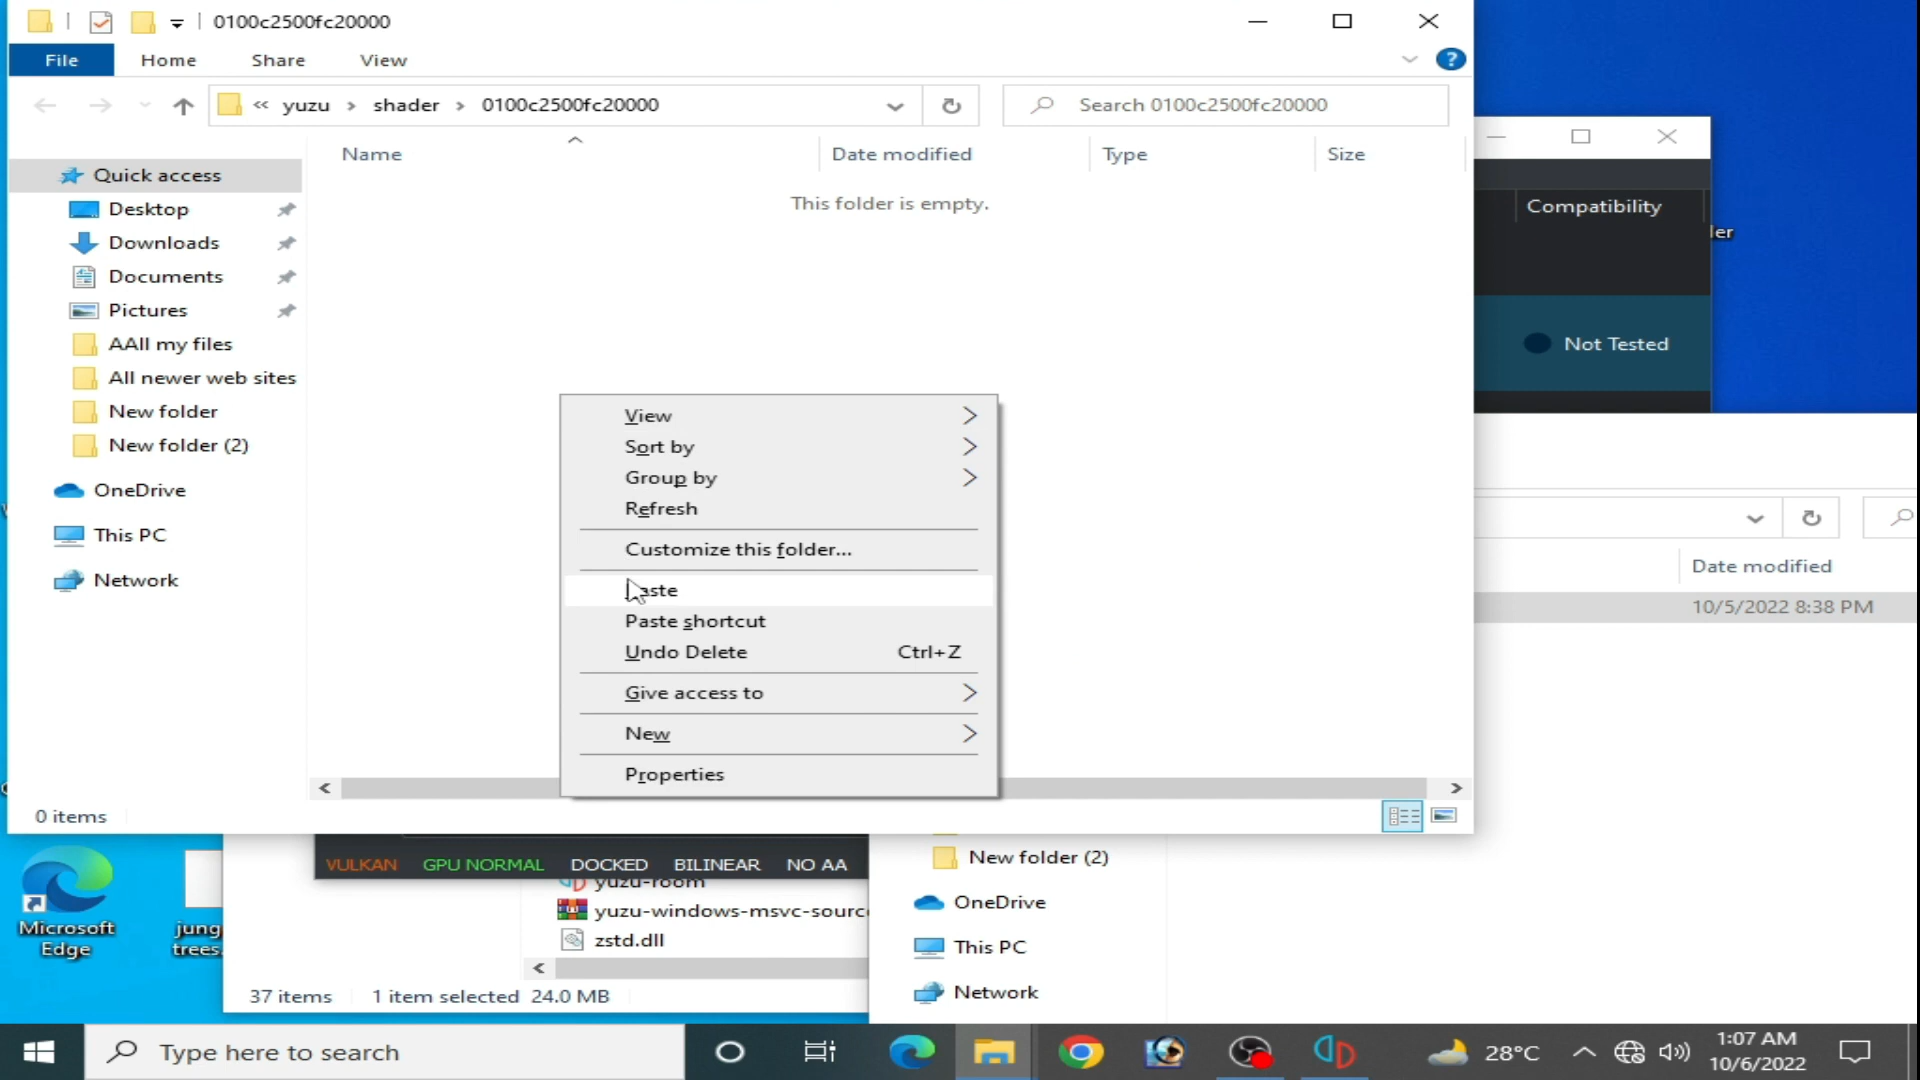 0100c2500fc20000
File Home Share View
?
« yuzu › shader › 0100c2500fc20000
Search 0100c2500fc20000
Name Date modified Type Size
This folder is empty.
Quick access
Desktop
Downloads
Documents
Pictures
AAll my files
All newer web sites
New folder
New folder (2)
OneDrive
This PC
Network
View
Sort by
Group by
Refresh
Customize this folder...
Paste shortcut
Undo Delete Ctrl+Z
Give access to
New
Properties
0 items
Compatibility
Not Tested
Date modified
10/5/2022 8:38 PM
VULKAN GPU NORMAL DOCKED BILINEAR NO AA
yuzu-room
yuzu-windows-msvc-sourc
zstd.dll
37 items 1 item selected 24.0 MB
New folder (2)
OneDrive
This PC
Network
Microsoft
Edge
jung
trees.
Type here to search
28°C
1:07 AM
10/6/2022